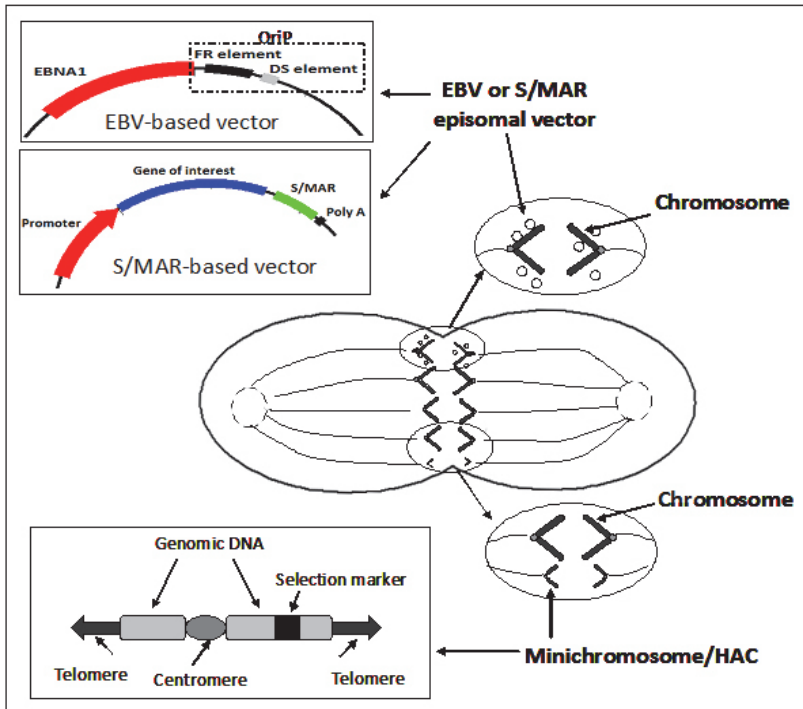 OriP
FR element
DS element
EBNA1
EBV-based vector
EBV or S/MAR
episomal vector
Gene of interest
S/MAR
Poly A
Promoter
S/MAR-based vector
Chromosome
Chromosome
Genomic DNA
Selection marker
Telomere
Centromere
Telomere
Minichromosome/HAC